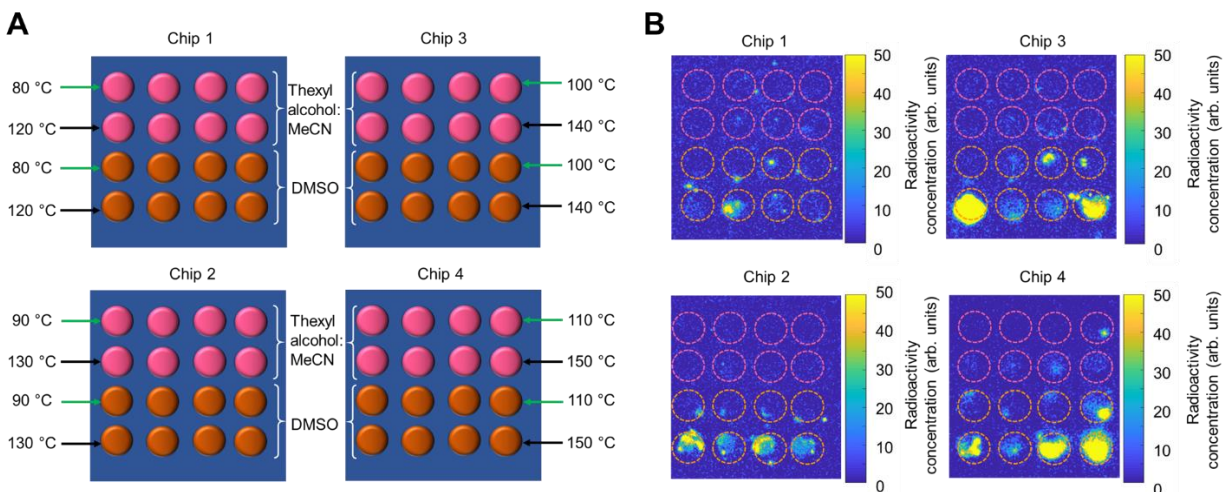 A
Chip 1
Chip 3
80 °C
120 °C
80 °C
120 °C
Thexyl
alcohol:
MeCN
DMSO
100 °C
140 °C
100 °C
140 °C
Chip 2
Chip 4
90 °C
130 °C
90 °C
130 °C
Thexyl
alcohol:
MeCN
DMSO
110 °C
150 °C
110 °C
150 °C
B
Chip 1
50
40
30
20
10
0
Radioactivity
concentration (arb. units)
Chip 3
50
40
30
20
10
0
Radioactivity
concentration (arb. units)
Chip 2
50
40
30
20
10
0
Radioactivity
concentration (arb. units)
Chip 4
50
40
30
20
10
0
Radioactivity
concentration (arb. units)